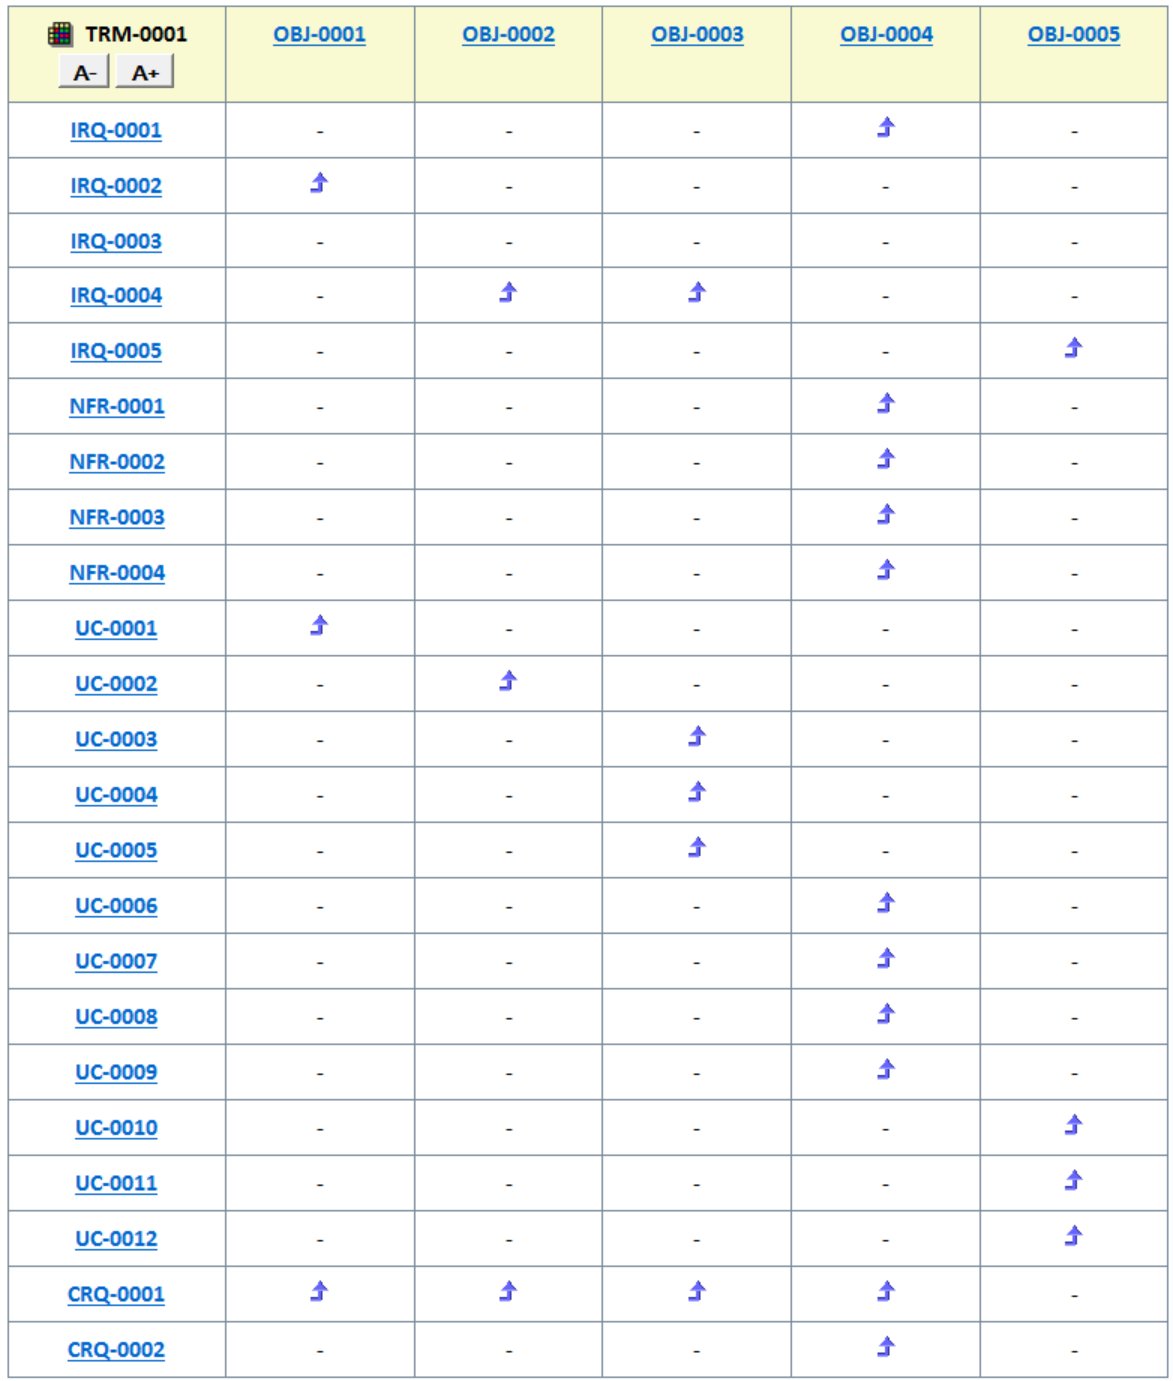 TRM-0001 OBJ-0001 OBJ-0002 OBJ-0003 OBJ-0004 OBJ-0005
A- A+
IRQ-0001 - - - -
IRQ-0002 - - - -
IRQ-0003 - - - - -
IRQ-0004 - - -
IRQ-0005 - - - -
NFR-0001 - - - -
NFR-0002 - - - -
NFR-0003 - - - -
NFR-0004 - - - -
UC-0001 - - - -
UC-0002 - - - -
UC-0003 - - - -
UC-0004 - - - -
UC-0005 - - - -
UC-0006 - - - -
UC-0007 - - - -
UC-0008 - - - -
UC-0009 - - - -
UC-0010 - - - -
UC-0011 - - - -
UC-0012 - - - -
CRQ-0001 -
CRQ-0002 - - - -